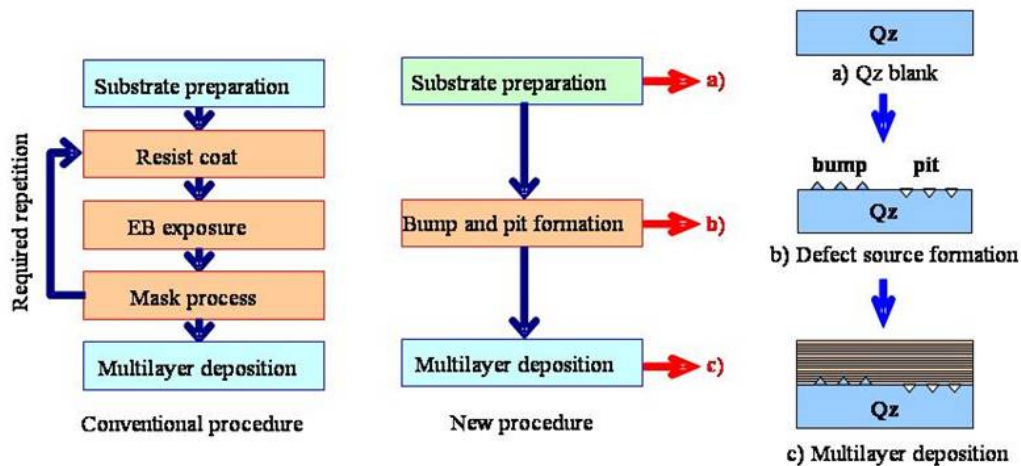 Required repetition
Substrate preparation
Resist coat
EB exposure
Mask process
Multilayer deposition
Conventional procedure
Substrate preparation
a)
Bump and pit formation
b)
Multilayer deposition
c)
New procedure
Qz
a) Qz blank
bump pit
Qz
b) Defect source formation
Qz
c) Multilayer deposition